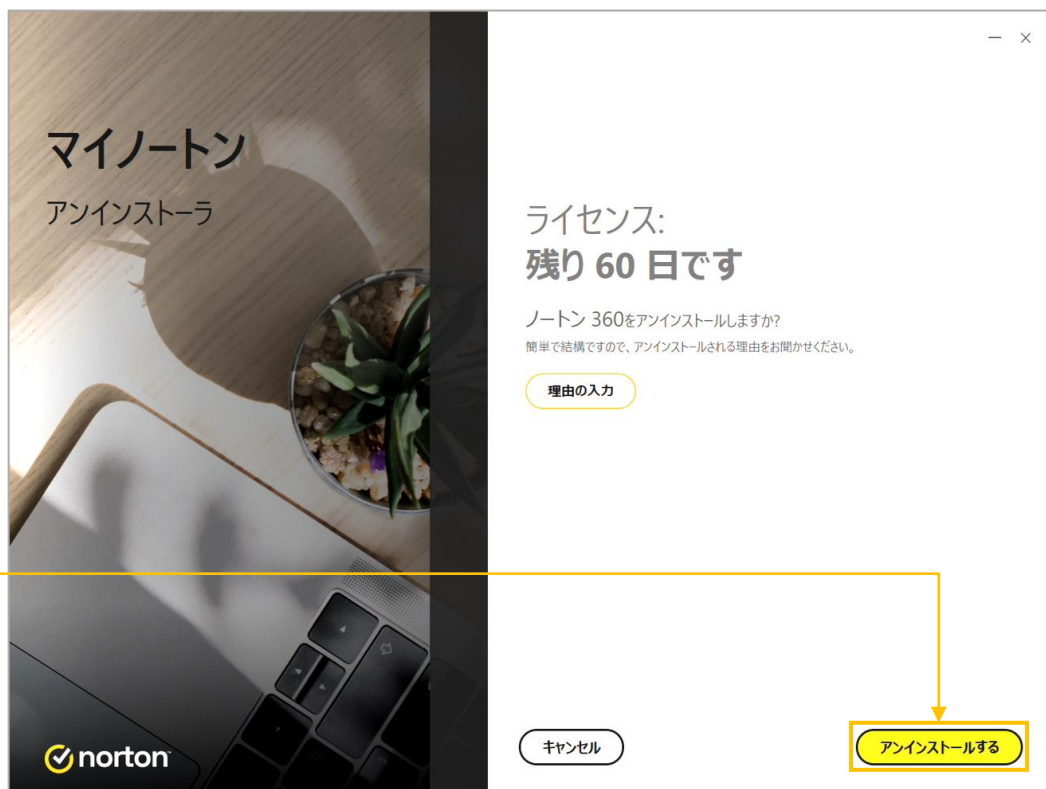 マイノートン
アンインストーラ
ライセンス:
残り 60 日です
ノートン 360をアンインストールしますか?
簡単で結構ですので、アンインストールされる理由をお聞かせください。
理由の入力
norton
キャンセル
アンインストールする